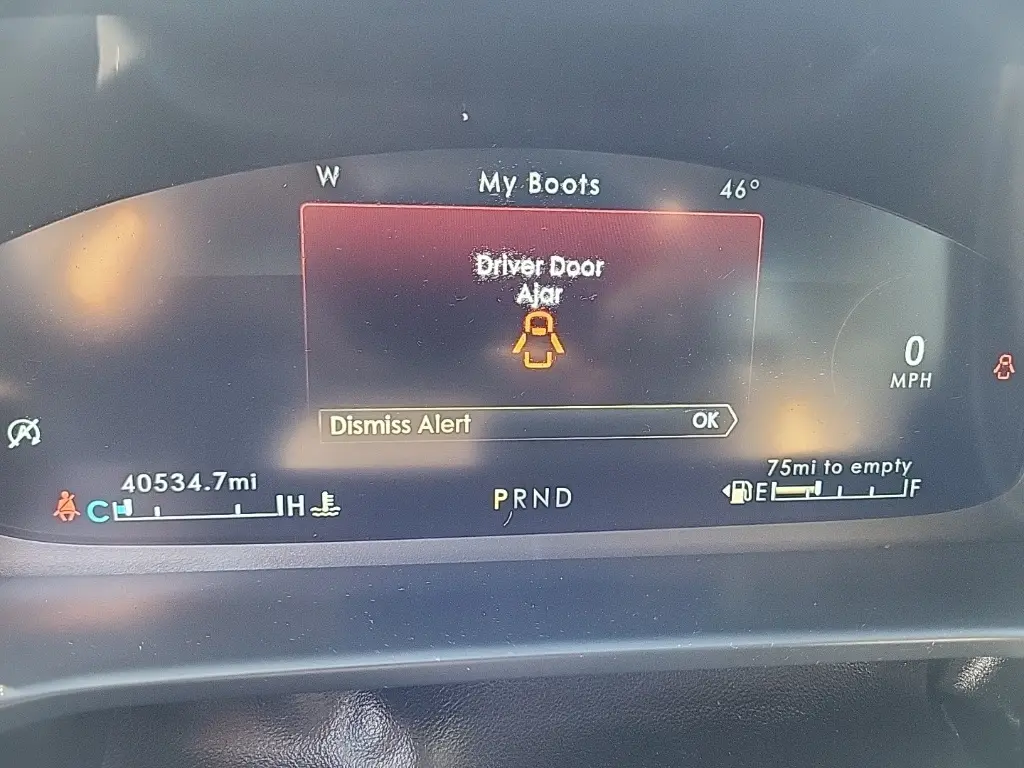 W My Boots 46°
Driver Door
Ajar
Dismiss Alert OK
0
MPH
40534.7mi
75mi to empty
C H
PRND
E F